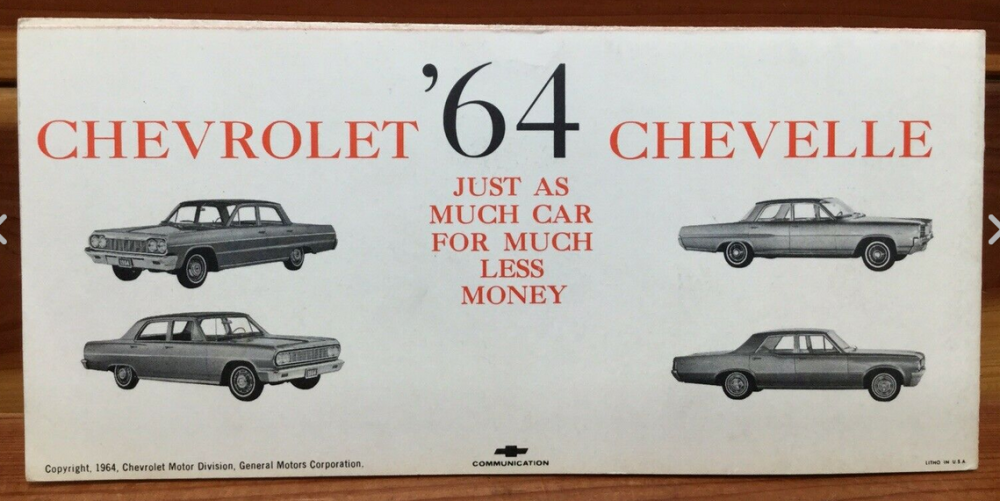 CHEVROLET '64 CHEVELLE
JUST AS
MUCH CAR
FOR MUCH
LESS
MONEY
Copyright, 1964, Chevrolet Motor Division, General Motors Corporation.
COMMUNICATION
LITHO IN U.S.A.